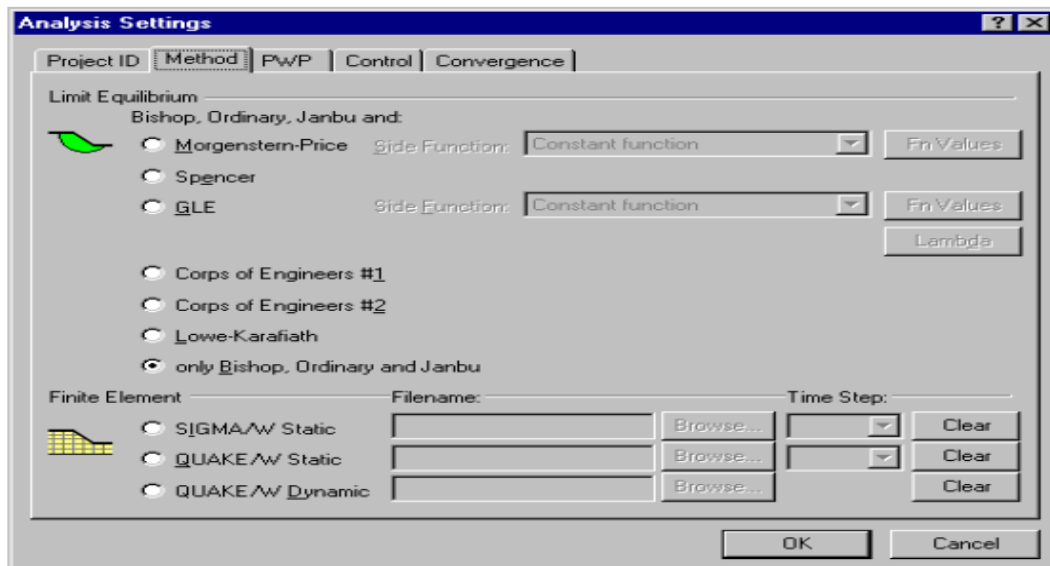 Analysis Settings
Project ID Method PWP Control Convergence
Limit Equilibrium
Bishop, Ordinary, Janbu and:
Morgenstern-Price Side Function: Constant function Fn Values
Spencer
GLE Side Function: Constant function Fn Values
Lambda
Corps of Engineers #1
Corps of Engineers #2
Lowe-Karafiath
only Bishop, Ordinary and Janbu
Finite Element Filename: Time Step:
SIGMA/W Static Browse... Clear
QUAKE/W Static Browse... Clear
QUAKE/W Dynamic Browse... Clear
OK Cancel